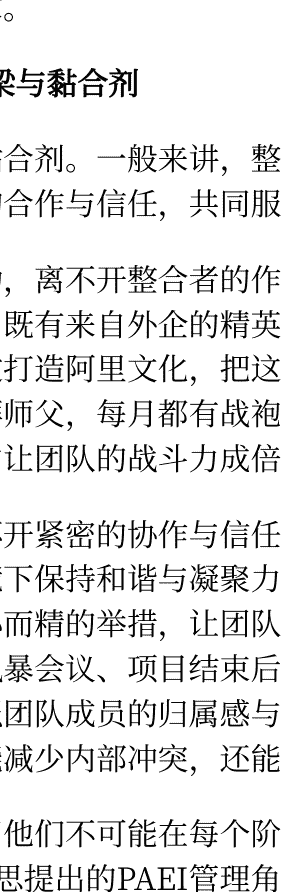 。
梁与黏合剂
合剂。一般来讲，整
合作与信任，共同服
，离不开整合者的作
既有来自外企的精英
打造阿里文化，把这
师父，每月都有战袍
让团队的战斗力成倍
开紧密的协作与信任
下保持和谐与凝聚力
而精的举措，让团队
暴会议、项目结束后
团队成员的归属感与
减少内部冲突，还能
他们不可能在每个阶
思提出的PAEI管理角